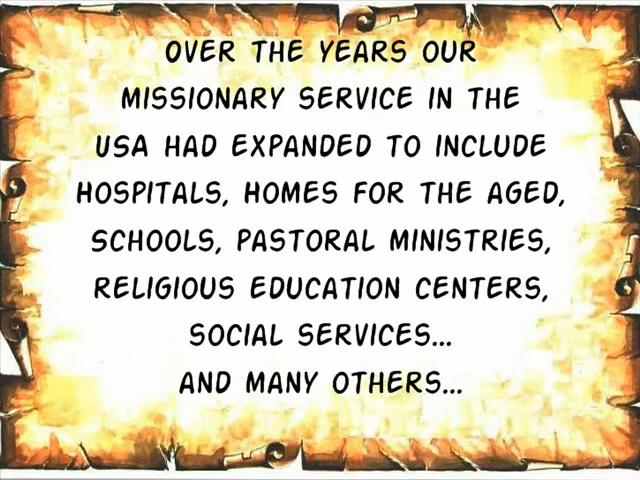 OVER THE YEARS OUR
MISSIONARY SERVICE IN THE
USA HAD EXPANDED TO INCLUDE
HOSPITALS, HOMES FOR THE AGED,
SCHOOLS, PASTORAL MINISTRIES,
RELIGIOUS EDUCATION CENTERS,
SOCIAL SERVICES...
AND MANY OTHERS...